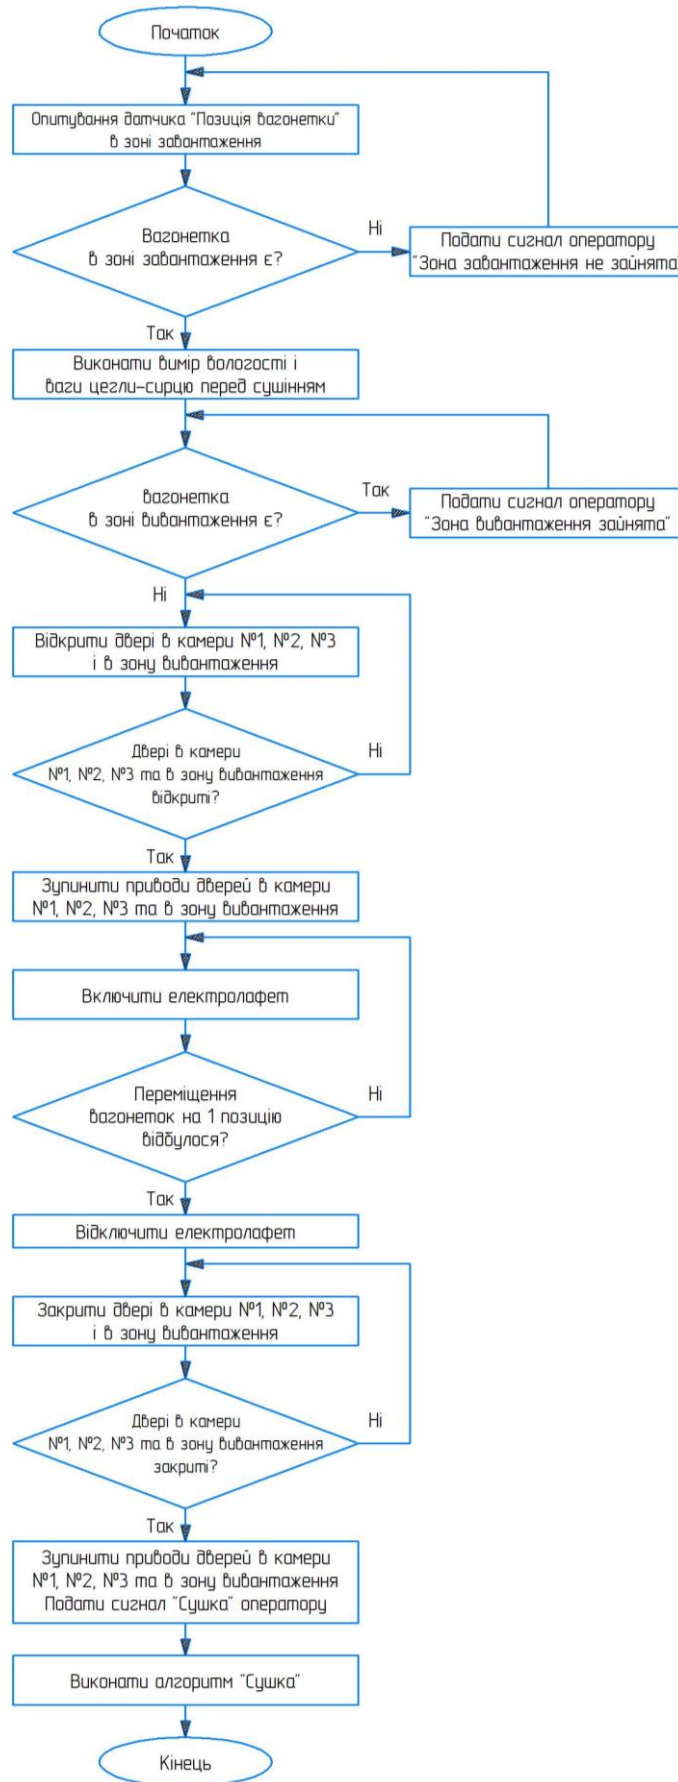 Початок
Опитування датчика "Позиція вагонетки"
в зоні завантаження
Вагонетка
в зоні завантаження є?
Ні
Подати сигнал оператору
"Зона завантаження не зайнята"
Так
Виконати вимір вологості і
ваги цегли-сирцю перед сушінням
вагонетка
в зоні вивантаження є?
Так
Подати сигнал оператору
"Зона вивантаження зайнята"
Ні
Відкрити двері в камери №1, №2, №3
і в зону вивантаження
Двері в камери
№1, №2, №3 та в зону вивантаження
відкриті?
Ні
Так
Зупинити приводи дверей в камери
№1, №2, №3 та в зону вивантаження
Включити електролафет
Переміщення
вагонеток на 1 позицію
відбулося?
Ні
Так
Відключити електролафет
Закрити двері в камери №1, №2, №3
і в зону вивантаження
Двері в камери
№1, №2, №3 та в зону вивантаження
закриті?
Ні
Так
Зупинити приводи дверей в камери
№1, №2, №3 та в зону вивантаження
Подати сигнал "Сушка" оператору
Виконати алгоритм "Сушка"
Кінець